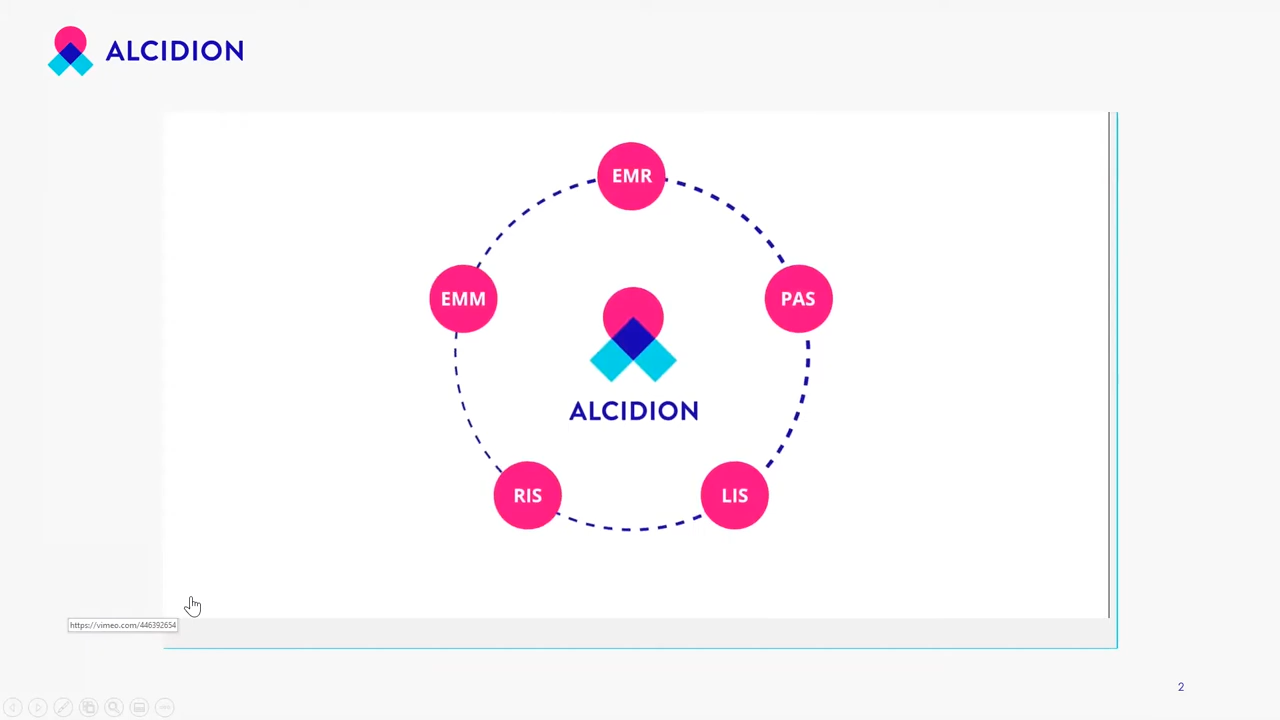 ALCIDION
EMR
EMM
PAS
ALCIDION
RIS
LIS
https://vimeo.com/446392654
2